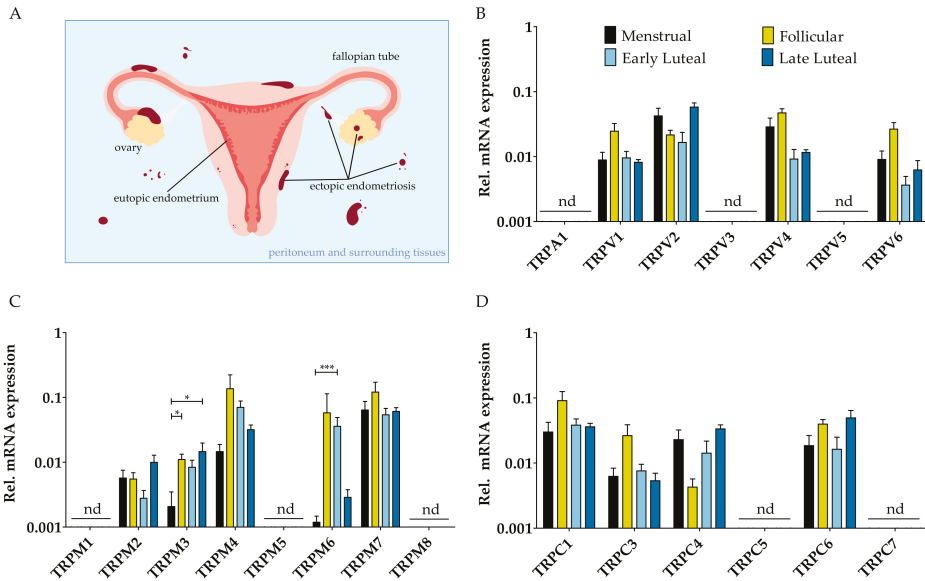 A
fallopian tube
ovary
eutopic endometrium
ectopic endometriosis
peritoneum and surrounding tissues
B
Rel. mRNA expression
1
0.1
0.01
0.001
Menstrual
Follicular
Early Luteal
Late Luteal
nd
nd
nd
TRPA1
TRPV1
TRPV2
TRPV3
TRPV4
TRPV5
TRPV6
C
Rel. mRNA expression
1
0.1
0.01
0.001
nd
*
*
nd
***
nd
TRPM1
TRPM2
TRPM3
TRPM4
TRPM5
TRPM6
TRPM7
TRPM8
D
Rel. mRNA expression
1
0.1
0.01
0.001
nd
nd
TRPC1
TRPC3
TRPC4
TRPC5
TRPC6
TRPC7